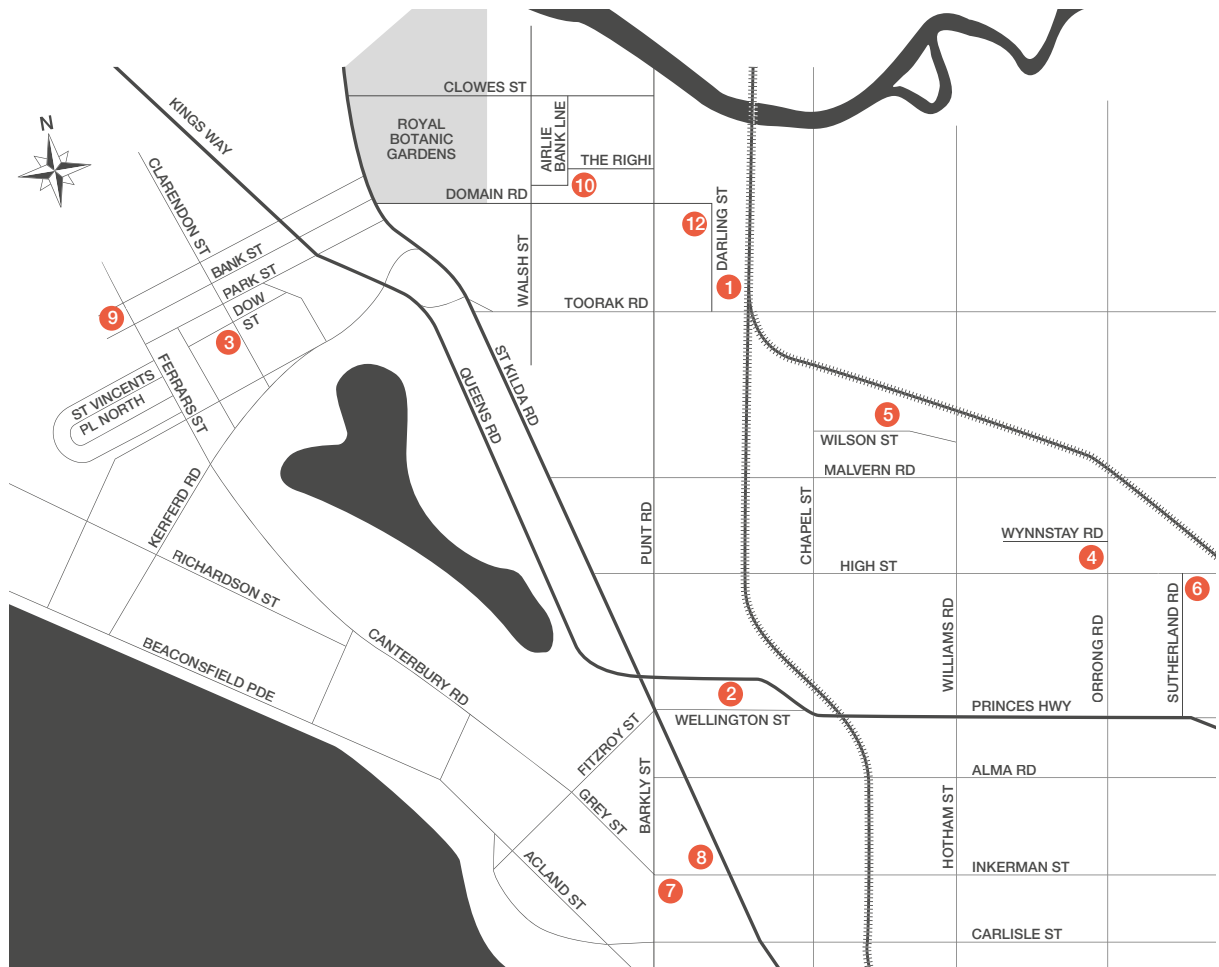 CLOWES ST
KINGS WAY
ROYAL
BOTANIC
GARDENS
AIRLIE
BANK LNE
THE RIGHI
N
CLARENDON ST
10
DOMAIN RD
12
DARLING ST
WALSH ST
BANK ST
PARK ST
DOW
ST
1
TOORAK RD
9
3
ST KILDA RD
FERRARS ST
ST VINCENTS
PL NORTH
QUEENS RD
5
WILSON ST
MALVERN RD
KERFERD RD
PUNT RD
CHAPEL ST
WYNNSTAY RD
4
HIGH ST
RICHARDSON ST
6
SUTHERLAND RD
WILLIAMS RD
ORRONG RD
CANTERBURY RD
BEACONSFIELD PDE
2
WELLINGTON ST
PRINCES HWY
FITZROY ST
ALMA RD
BARKLY ST
HOTHAM ST
GREY ST
8
INKERMAN ST
ACLAND ST
7
CARLISLE ST